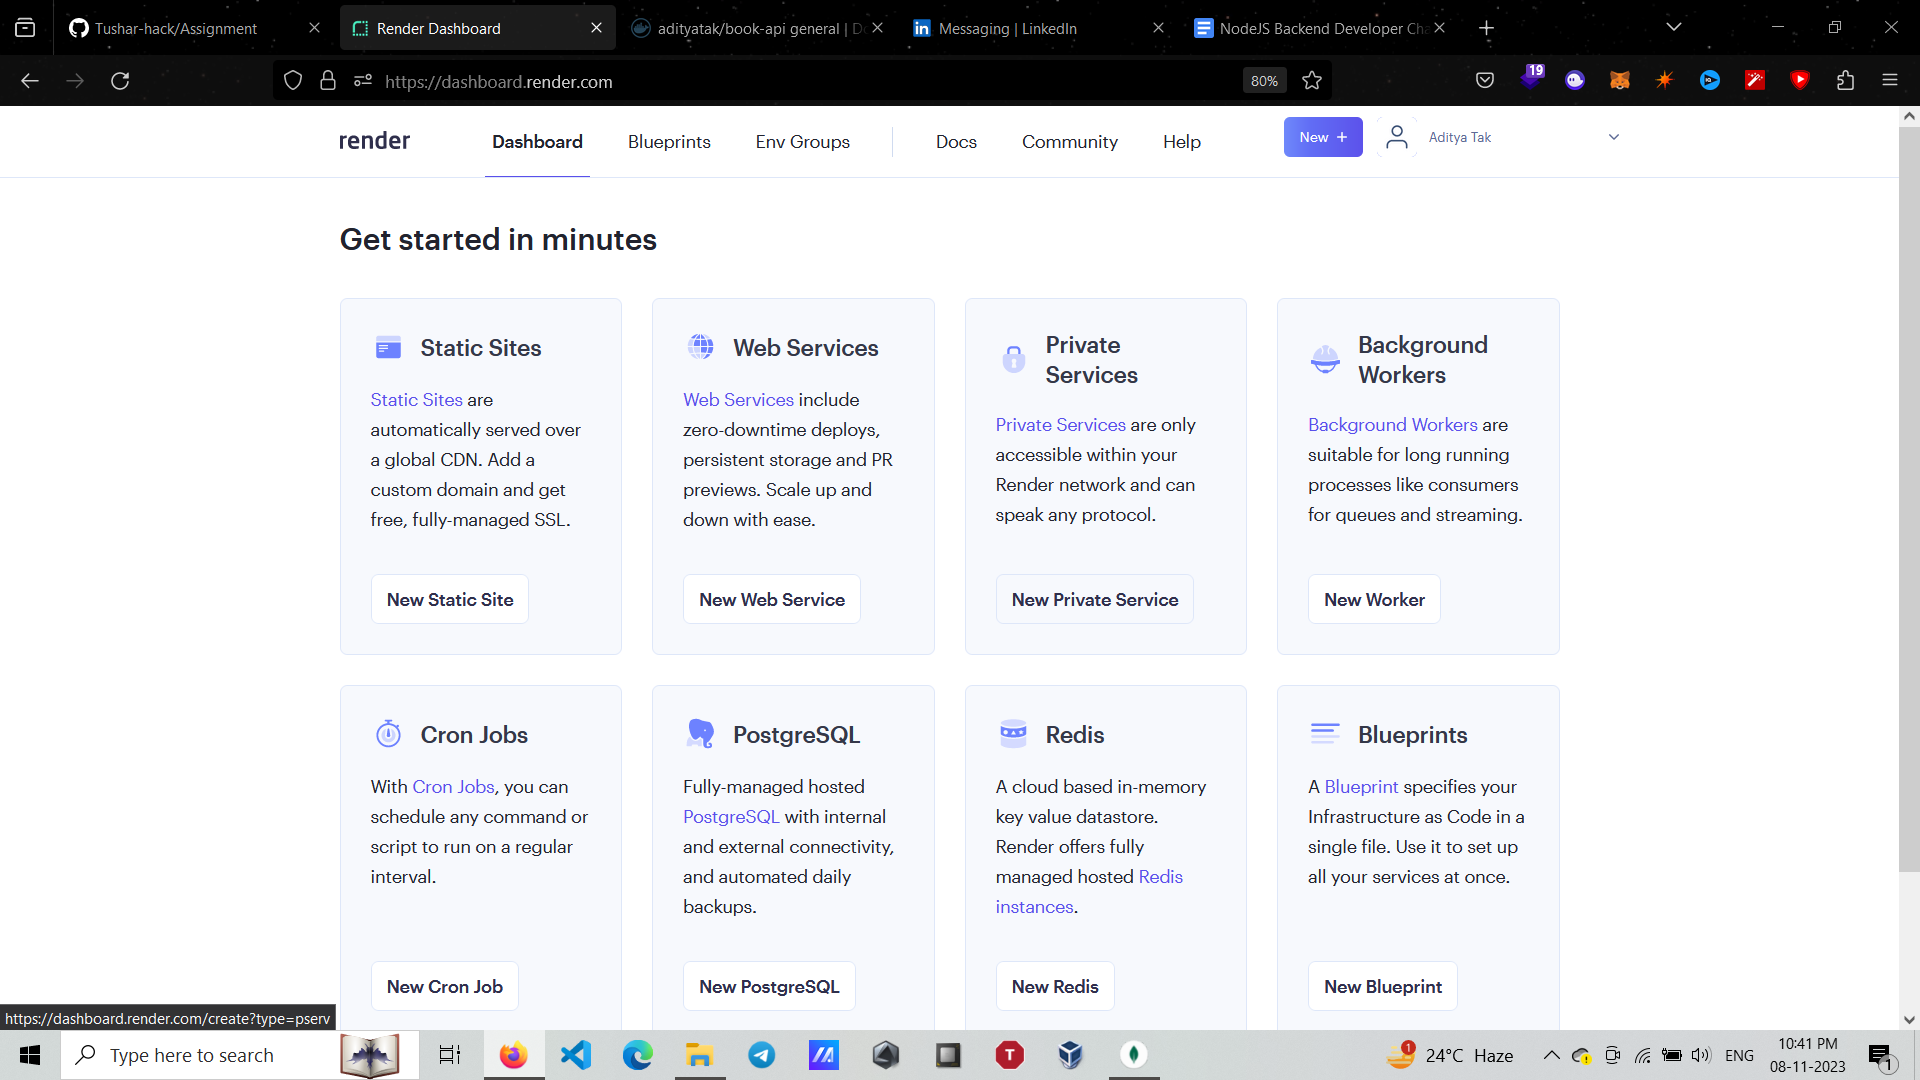 Tushar-hack/Assignment
Render Dashboard
adityatak/book-api general | Do
Messaging | LinkedIn
NodeJS Backend Developer Cha
https://dashboard.render.com
80%
19
render
Dashboard
Blueprints
Env Groups
Docs
Community
Help
New +
Aditya Tak
Get started in minutes
Static Sites
Static Sites are
automatically served over
a global CDN. Add a
custom domain and get
free, fully-managed SSL.
New Static Site
Web Services
Web Services include
zero-downtime deploys,
persistent storage and PR
previews. Scale up and
down with ease.
New Web Service
Private
Services
Private Services are only
accessible within your
Render network and can
speak any protocol.
New Private Service
Background
Workers
Background Workers are
suitable for long running
processes like consumers
for queues and streaming.
New Worker
Cron Jobs
With Cron Jobs, you can
schedule any command or
script to run on a regular
interval.
New Cron Job
PostgreSQL
Fully-managed hosted
PostgreSQL with internal
and external connectivity,
and automated daily
backups.
New PostgreSQL
Redis
A cloud based in-memory
key value datastore.
Render offers fully
managed hosted Redis
instances.
New Redis
Blueprints
A Blueprint specifies your
Infrastructure as Code in a
single file. Use it to set up
all your services at once.
New Blueprint
https://dashboard.render.com/create?type=pserv
Type here to search
1
24°C Haze
ENG
10:41 PM
08-11-2023
1